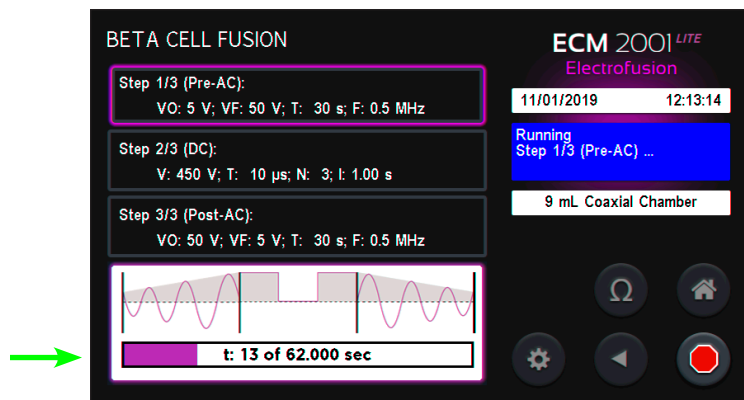 BETA CELL FUSION
Step 1/3 (Pre-AC):
VO: 5 V; VF: 50 V; T: 30 s; F: 0.5 MHz
Step 2/3 (DC):
V: 450 V; T: 10 µs; N: 3; I: 1.00 s
Step 3/3 (Post-AC):
VO: 50 V; VF: 5 V; T: 30 s; F: 0.5 MHz
t: 13 of 62.000 sec
ECM 2001 LITE
Electrofusion
11/01/2019 12:13:14
Running
Step 1/3 (Pre-AC) ...
9 mL Coaxial Chamber
Ω